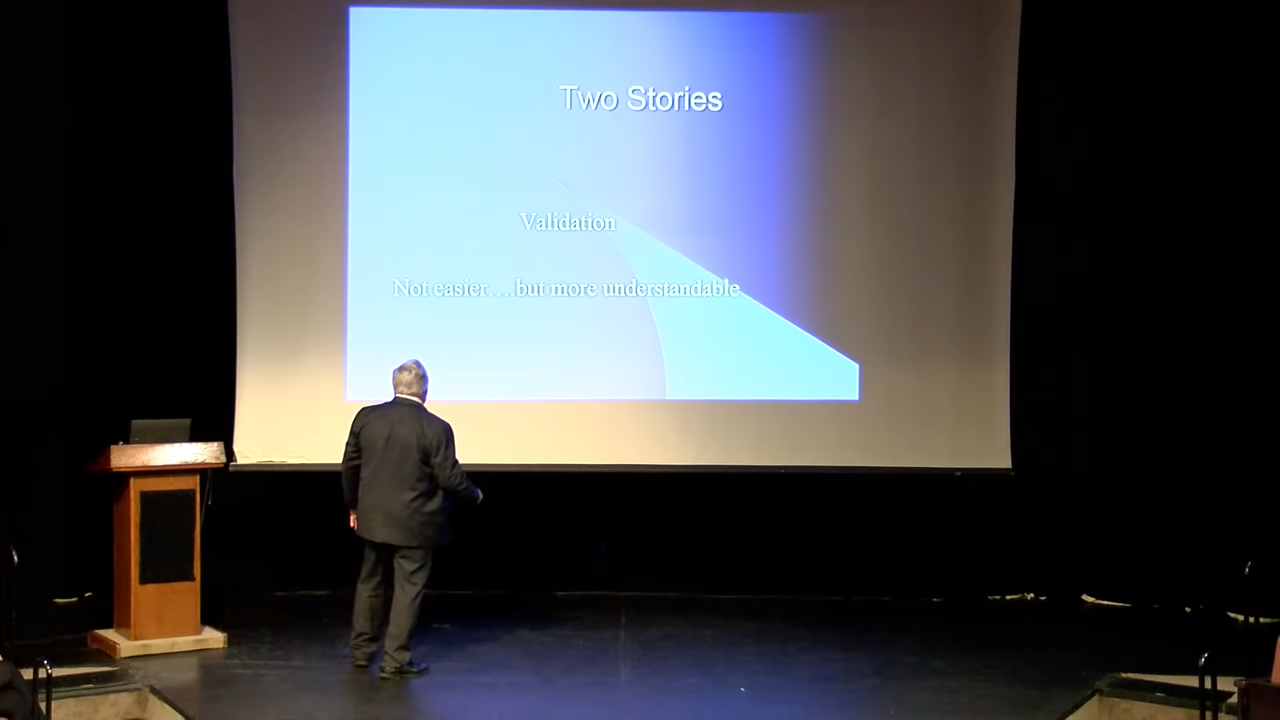 Two Stories
Validation
Not easier....but more understandable